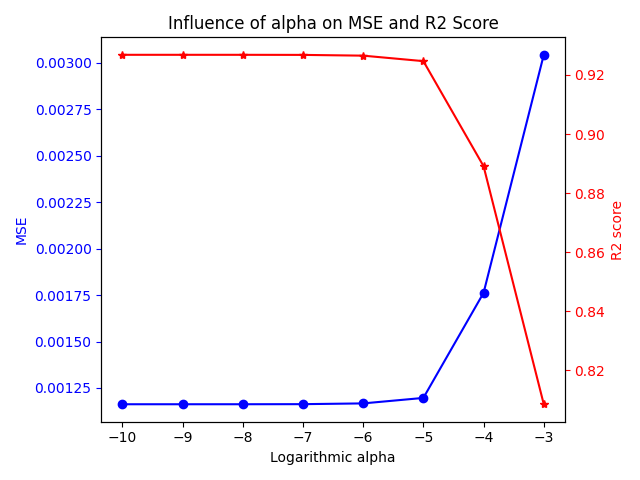 Influence of alpha on MSE and R2 Score
0.00300
0.00275
0.00250
0.00225
0.00200
0.00175
0.00150
0.00125
MSE
0.92
0.90
0.88
0.86
0.84
0.82
R2 score
−10 −9 −8 −7 −6 −5 −4 −3
Logarithmic alpha